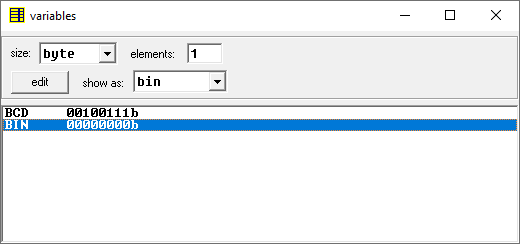 variables
size: byte elements: 1
edit show as: bin
BCD 00100111b
BIN 00000000b